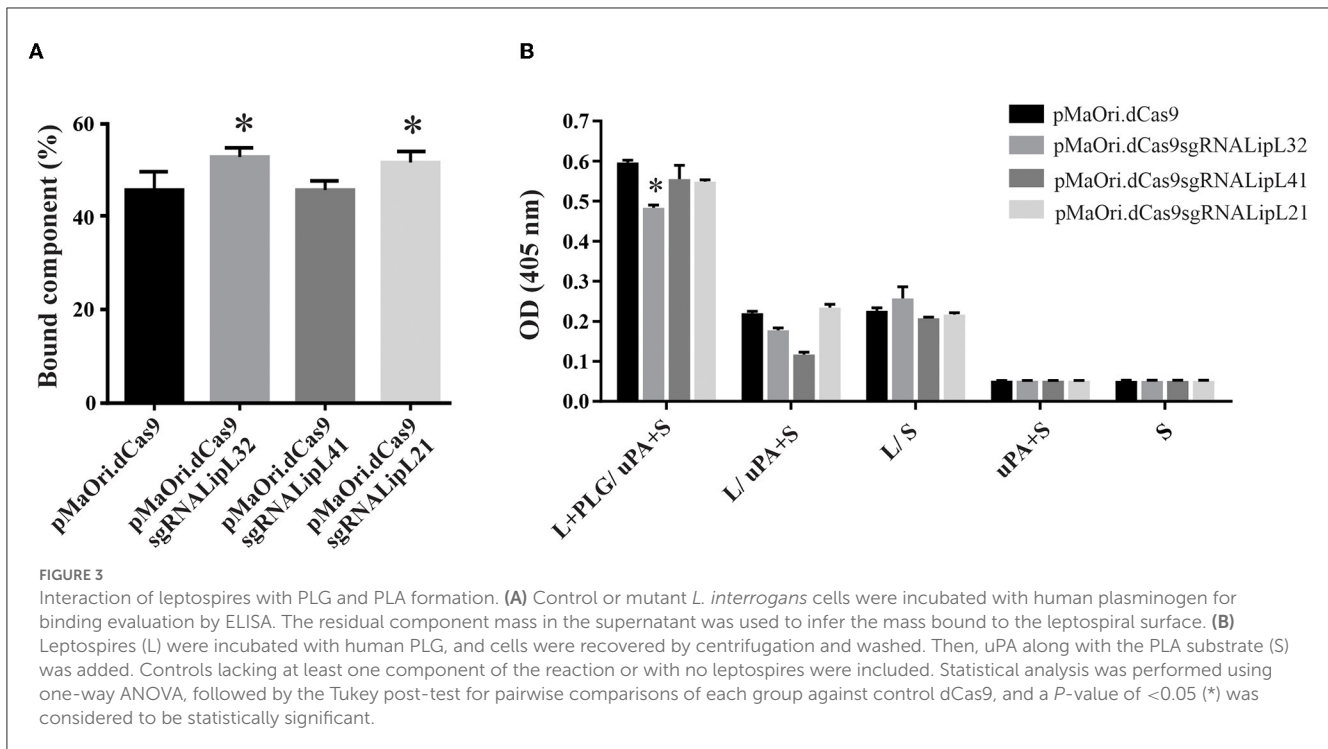 A
Bound component (%)
60
40
20
0
*
*
pMaOri.dCas9
pMaOri.dCas9
sgRNALipL32
pMaOri.dCas9
sgRNALipL41
pMaOri.dCas9
sgRNALipL21
B
OD (405 nm)
0.7
0.6
0.5
0.4
0.3
0.2
0.1
0.0
*
L+PLG/ uPA+S
L/ uPA+S
L/ S
uPA+S
S
pMaOri.dCas9
pMaOri.dCas9sgRNALipL32
pMaOri.dCas9sgRNALipL41
pMaOri.dCas9sgRNALipL21
FIGURE 3
Interaction of leptospires with PLG and PLA formation. (A) Control or mutant L. interrogans cells were incubated with human plasminogen for
binding evaluation by ELISA. The residual component mass in the supernatant was used to infer the mass bound to the leptospiral surface. (B)
Leptospires (L) were incubated with human PLG, and cells were recovered by centrifugation and washed. Then, uPA along with the PLA substrate (S)
was added. Controls lacking at least one component of the reaction or with no leptospires were included. Statistical analysis was performed using
one-way ANOVA, followed by the Tukey post-test for pairwise comparisons of each group against control dCas9, and a P-value of <0.05 (*) was
considered to be statistically significant.